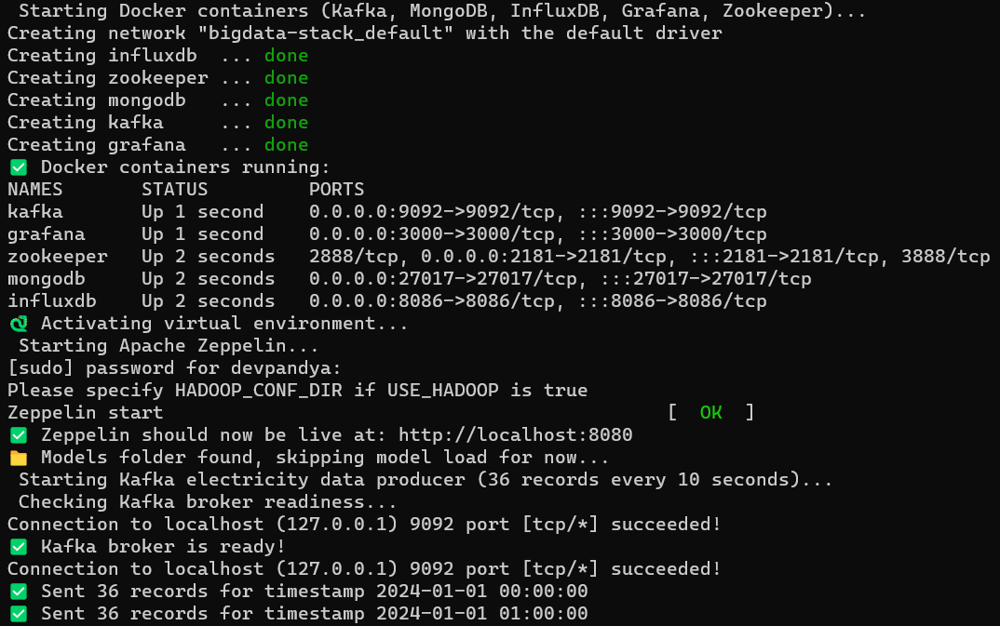 Starting Docker containers (Kafka, MongoDB, InfluxDB, Grafana, Zookeeper)...
Creating network "bigdata-stack_default" with the default driver
Creating influxdb  ... done
Creating zookeeper ... done
Creating mongodb   ... done
Creating kafka     ... done
Creating grafana   ... done
✅ Docker containers running:
NAMES       STATUS         PORTS
kafka       Up 1 second    0.0.0.0:9092->9092/tcp, :::9092->9092/tcp
grafana     Up 1 second    0.0.0.0:3000->3000/tcp, :::3000->3000/tcp
zookeeper   Up 2 seconds   2888/tcp, 0.0.0.0:2181->2181/tcp, :::2181->2181/tcp, 3888/tcp
mongodb     Up 2 seconds   0.0.0.0:27017->27017/tcp, :::27017->27017/tcp
influxdb    Up 2 seconds   0.0.0.0:8086->8086/tcp, :::8086->8086/tcp
🐍 Activating virtual environment...
Starting Apache Zeppelin...
[sudo] password for devpandya:
Please specify HADOOP_CONF_DIR if USE_HADOOP is true
Zeppelin start                                             [  OK  ]
✅ Zeppelin should now be live at: http://localhost:8080
📁 Models folder found, skipping model load for now...
Starting Kafka electricity data producer (36 records every 10 seconds)...
Checking Kafka broker readiness...
Connection to localhost (127.0.0.1) 9092 port [tcp/*] succeeded!
✅ Kafka broker is ready!
Connection to localhost (127.0.0.1) 9092 port [tcp/*] succeeded!
✅ Sent 36 records for timestamp 2024-01-01 00:00:00
✅ Sent 36 records for timestamp 2024-01-01 01:00:00